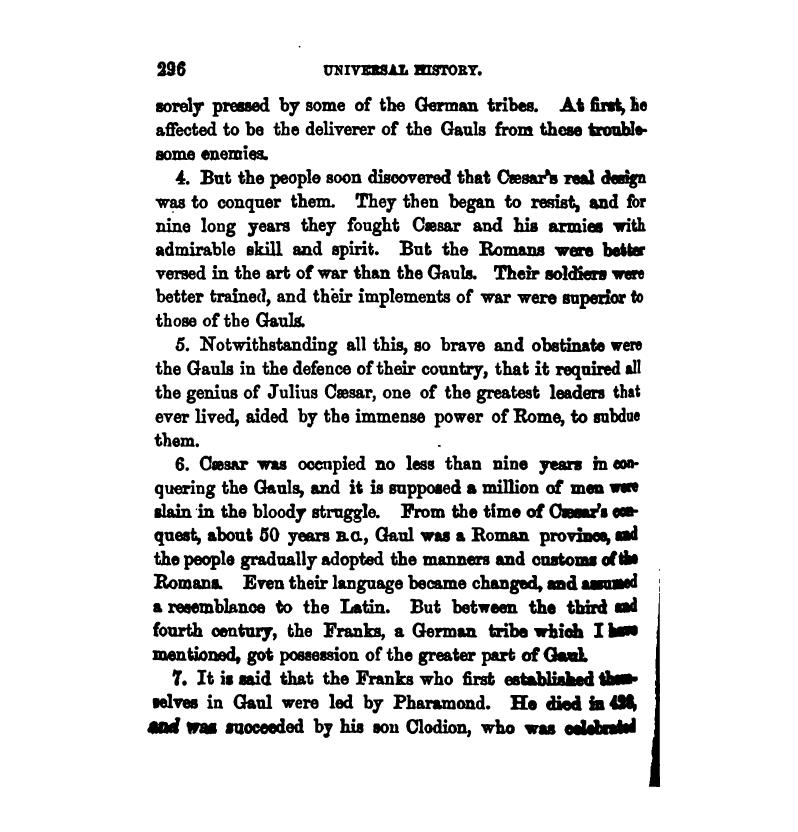 296 UNIVERSAL HISTORY.
sorely pressed by some of the German tribes. At first, he
affected to be the deliverer of the Gauls from these trouble-
some enemies.
4. But the people soon discovered that Cæsar's real design
was to conquer them. They then began to resist, and for
nine long years they fought Cæsar and his armies with
admirable skill and spirit. But the Romans were better
versed in the art of war than the Gauls. Their soldiers were
better trained, and their implements of war were superior to
those of the Gauls.
5. Notwithstanding all this, so brave and obstinate were
the Gauls in the defence of their country, that it required all
the genius of Julius Cæsar, one of the greatest leaders that
ever lived, aided by the immense power of Rome, to subdue
them.
6. Cæsar was occupied no less than nine years in con-
quering the Gauls, and it is supposed a million of men were
slain in the bloody struggle. From the time of Cæsar's con-
quest, about 50 years B.C., Gaul was a Roman province, and
the people gradually adopted the manners and customs of the
Romans. Even their language became changed, and assumed
a resemblance to the Latin. But between the third and
fourth century, the Franks, a German tribe which I have
mentioned, got possession of the greater part of Gaul.
7. It is said that the Franks who first established them-
selves in Gaul were led by Pharamond. He died in
and was succeeded by his son Clodion, who was celebrated